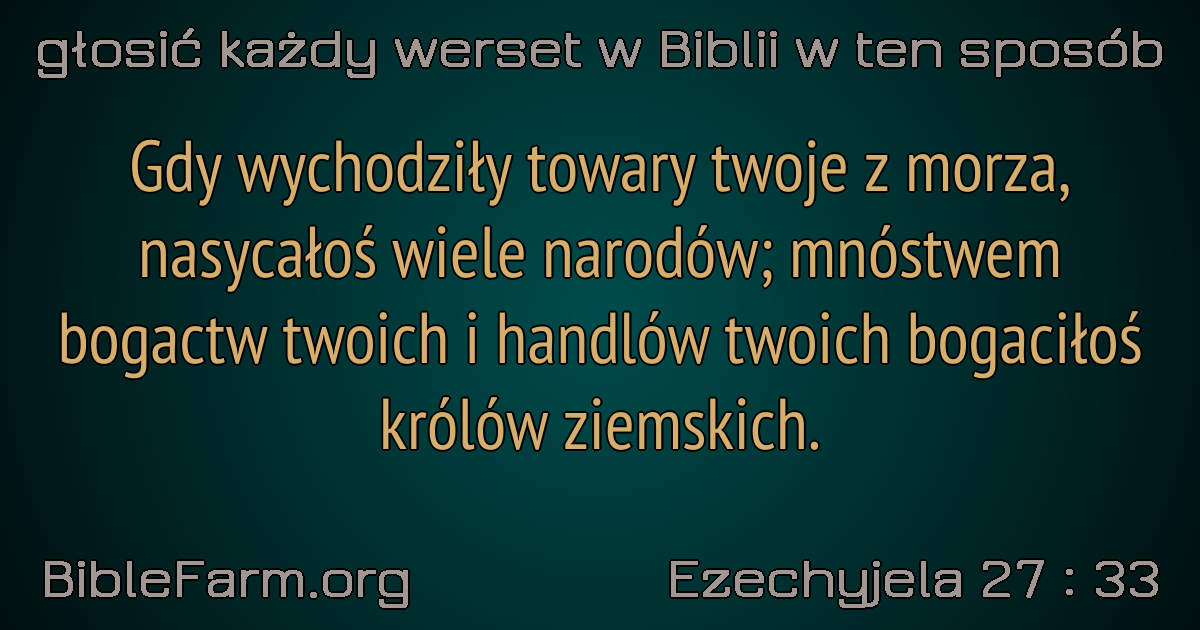 głosić każdy werset w Biblii w ten sposób
Gdy wychodziły towary twoje z morza,
nasycałoś wiele narodów; mnóstwem
bogactw twoich i handlów twoich bogaciłoś
królów ziemskich.
BibleFarm.org
Ezechyjela 27 : 33